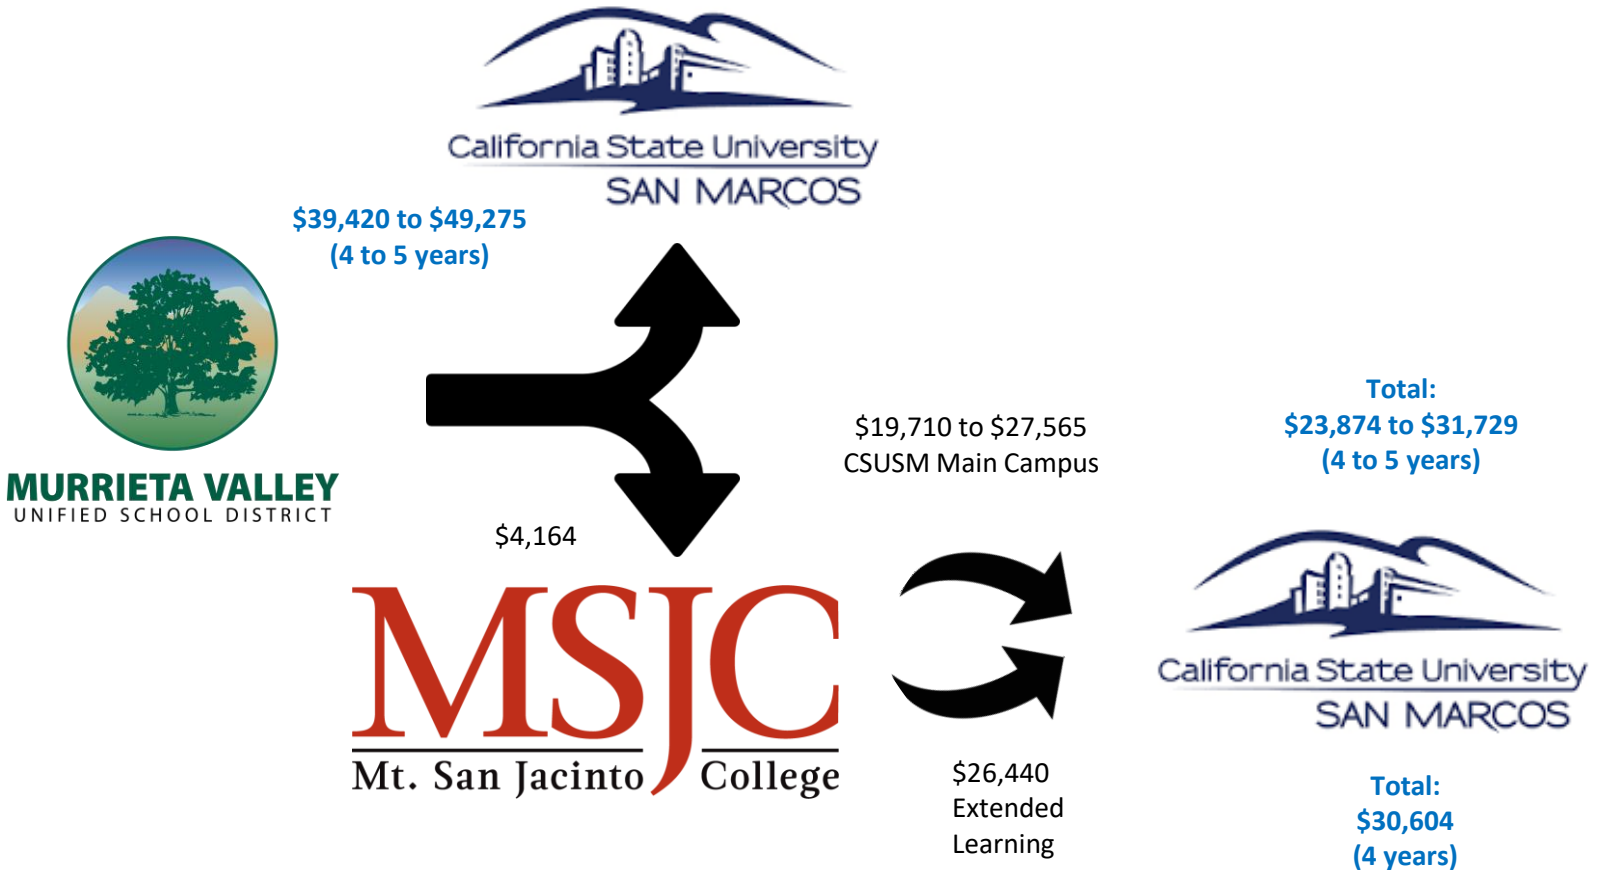 California State University
SAN MARCOS
$39,420 to $49,275
(4 to 5 years)
MURRIETA VALLEY
UNIFIED SCHOOL DISTRICT
$4,164
MSJC
Mt. San Jacinto College
$19,710 to $27,565
CSUSM Main Campus
$26,440
Extended
Learning
Total:
$23,874 to $31,729
(4 to 5 years)
California State University
SAN MARCOS
Total:
$30,604
(4 years)